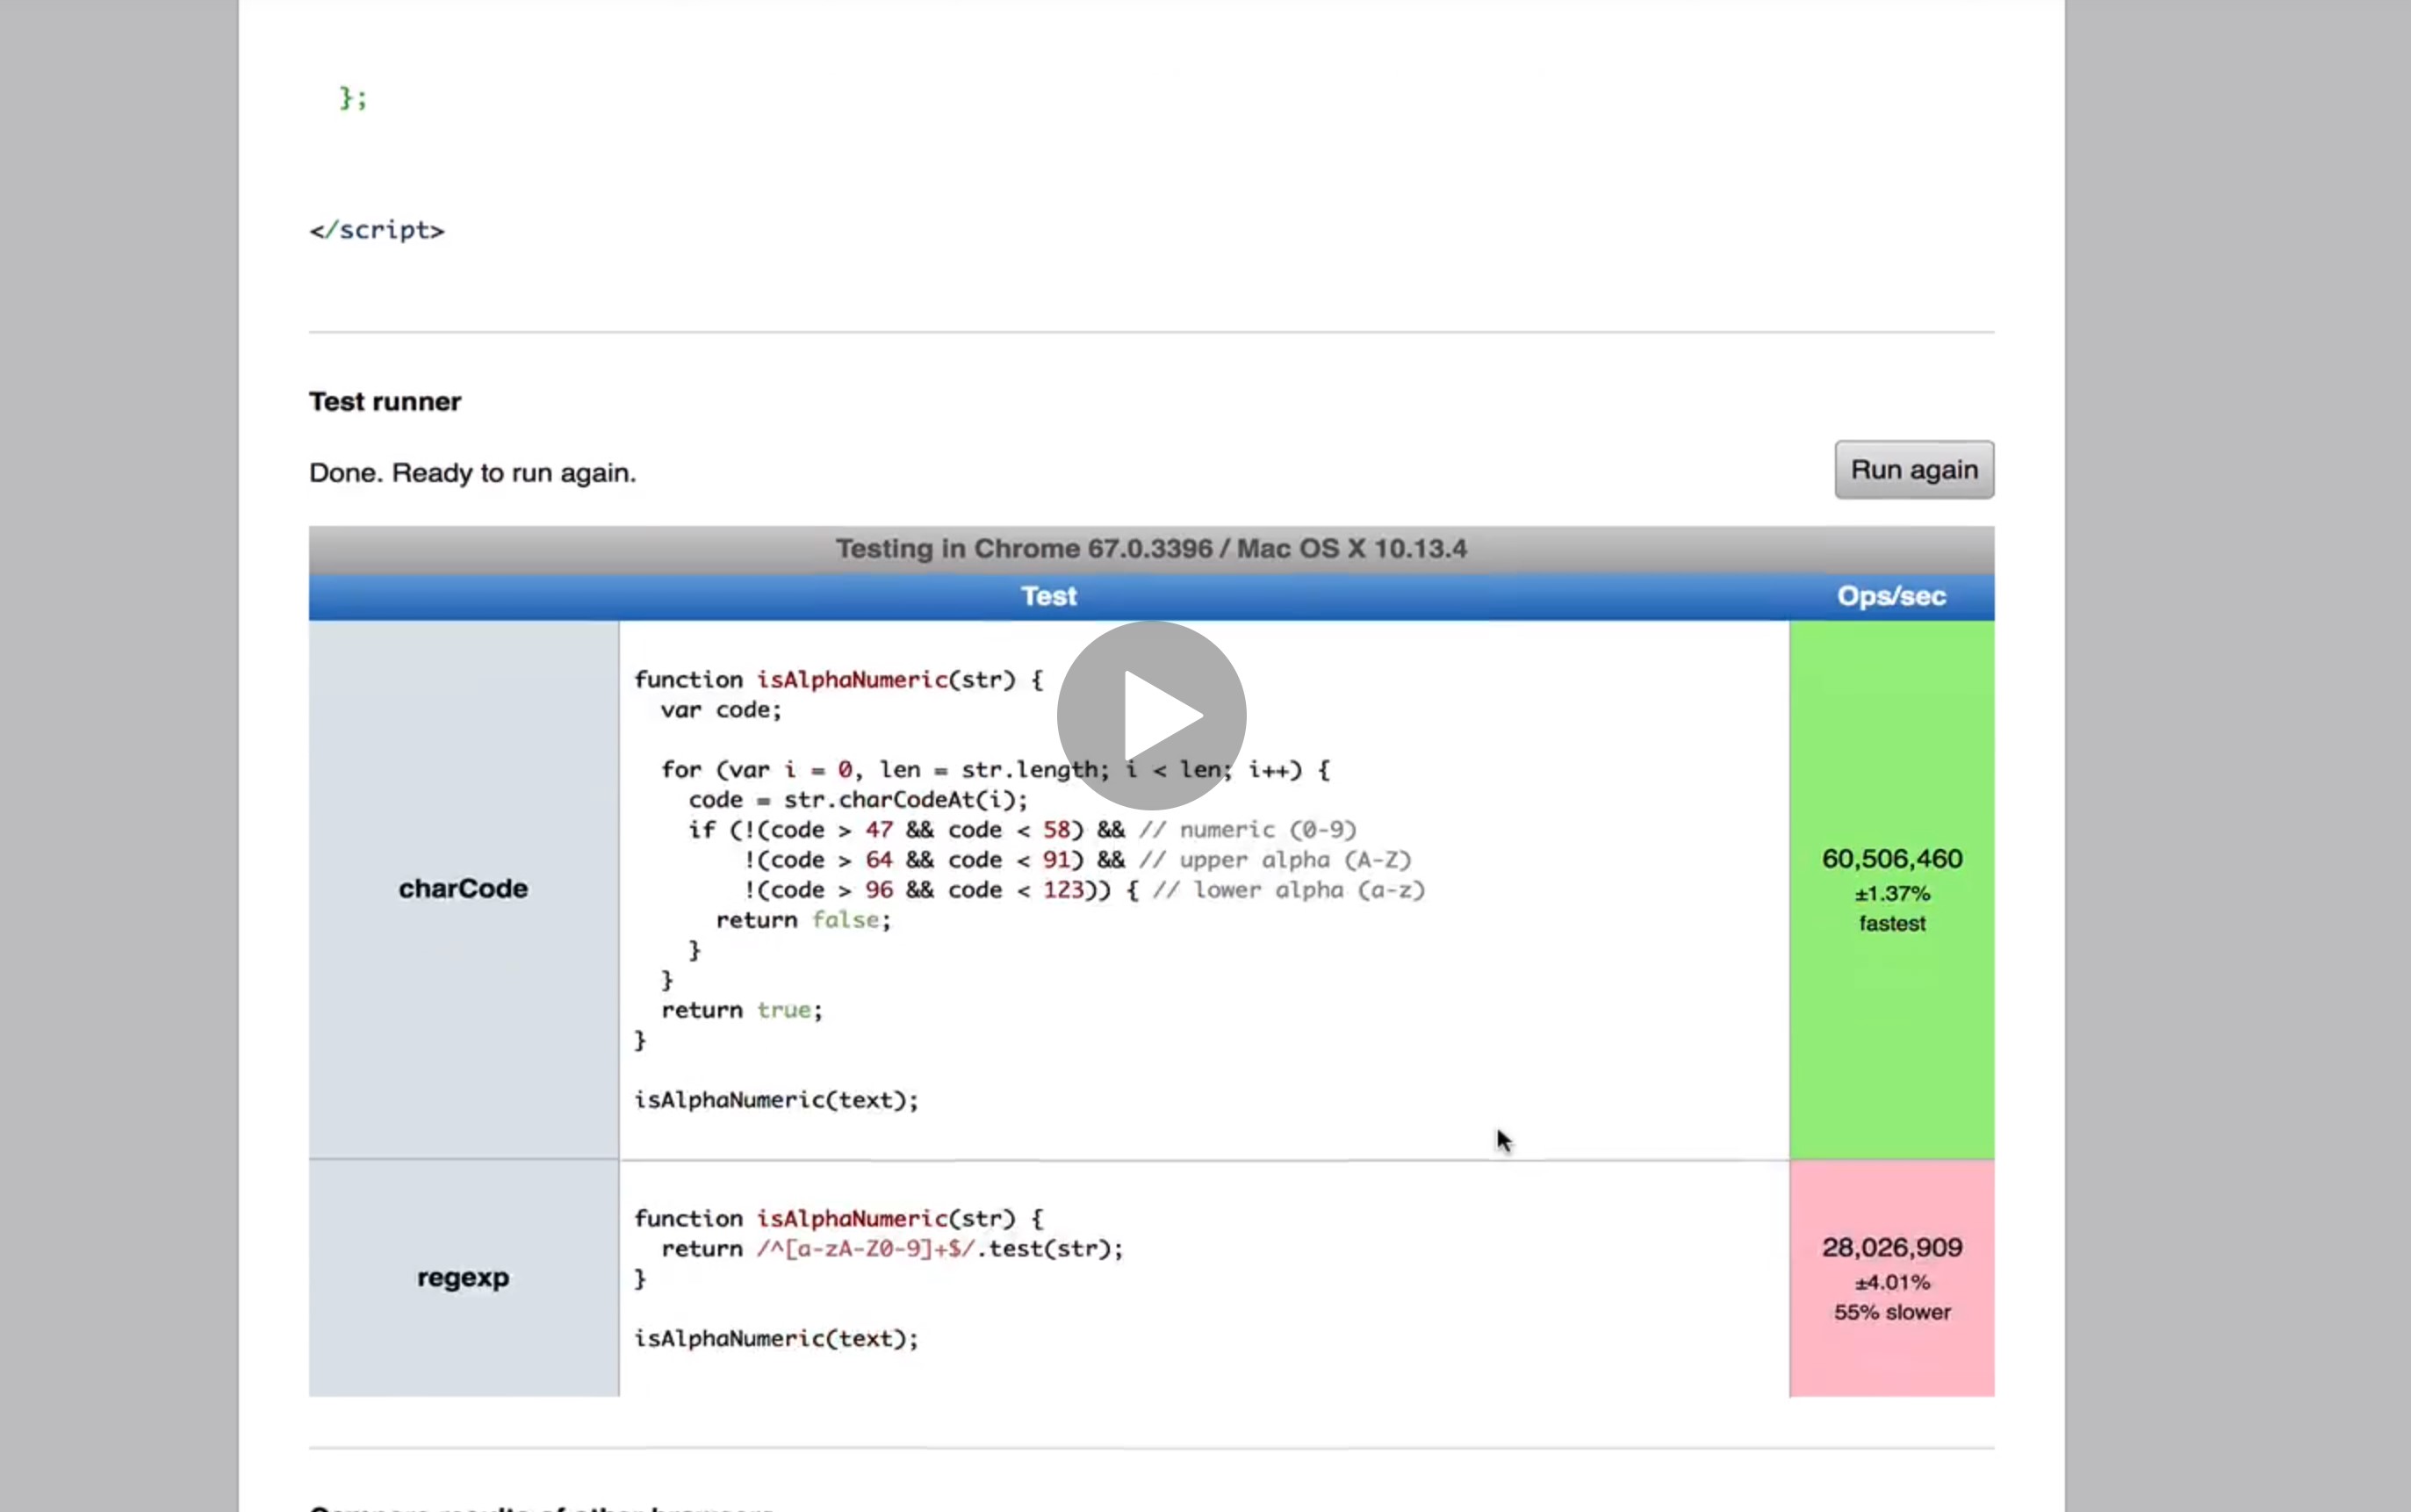 };
</script>
Test runner
Done. Ready to run again.
Run again
Testing in Chrome 67.0.3396 / Mac OS X 10.13.4
Test
Ops/sec
charCode
function isAlphaNumeric(str) {
  var code;
  for (var i = 0, len = str.length; i < len; i++) {
    code = str.charCodeAt(i);
    if (!(code > 47 && code < 58) && // numeric (0-9)
        !(code > 64 && code < 91) && // upper alpha (A-Z)
        !(code > 96 && code < 123)) { // lower alpha (a-z)
      return false;
    }
  }
  return true;
}
isAlphaNumeric(text);
60,506,460
±1.37%
fastest
regexp
function isAlphaNumeric(str) {
  return /^[a-zA-Z0-9]+$/.test(str);
}
isAlphaNumeric(text);
28,026,909
±4.01%
55% slower